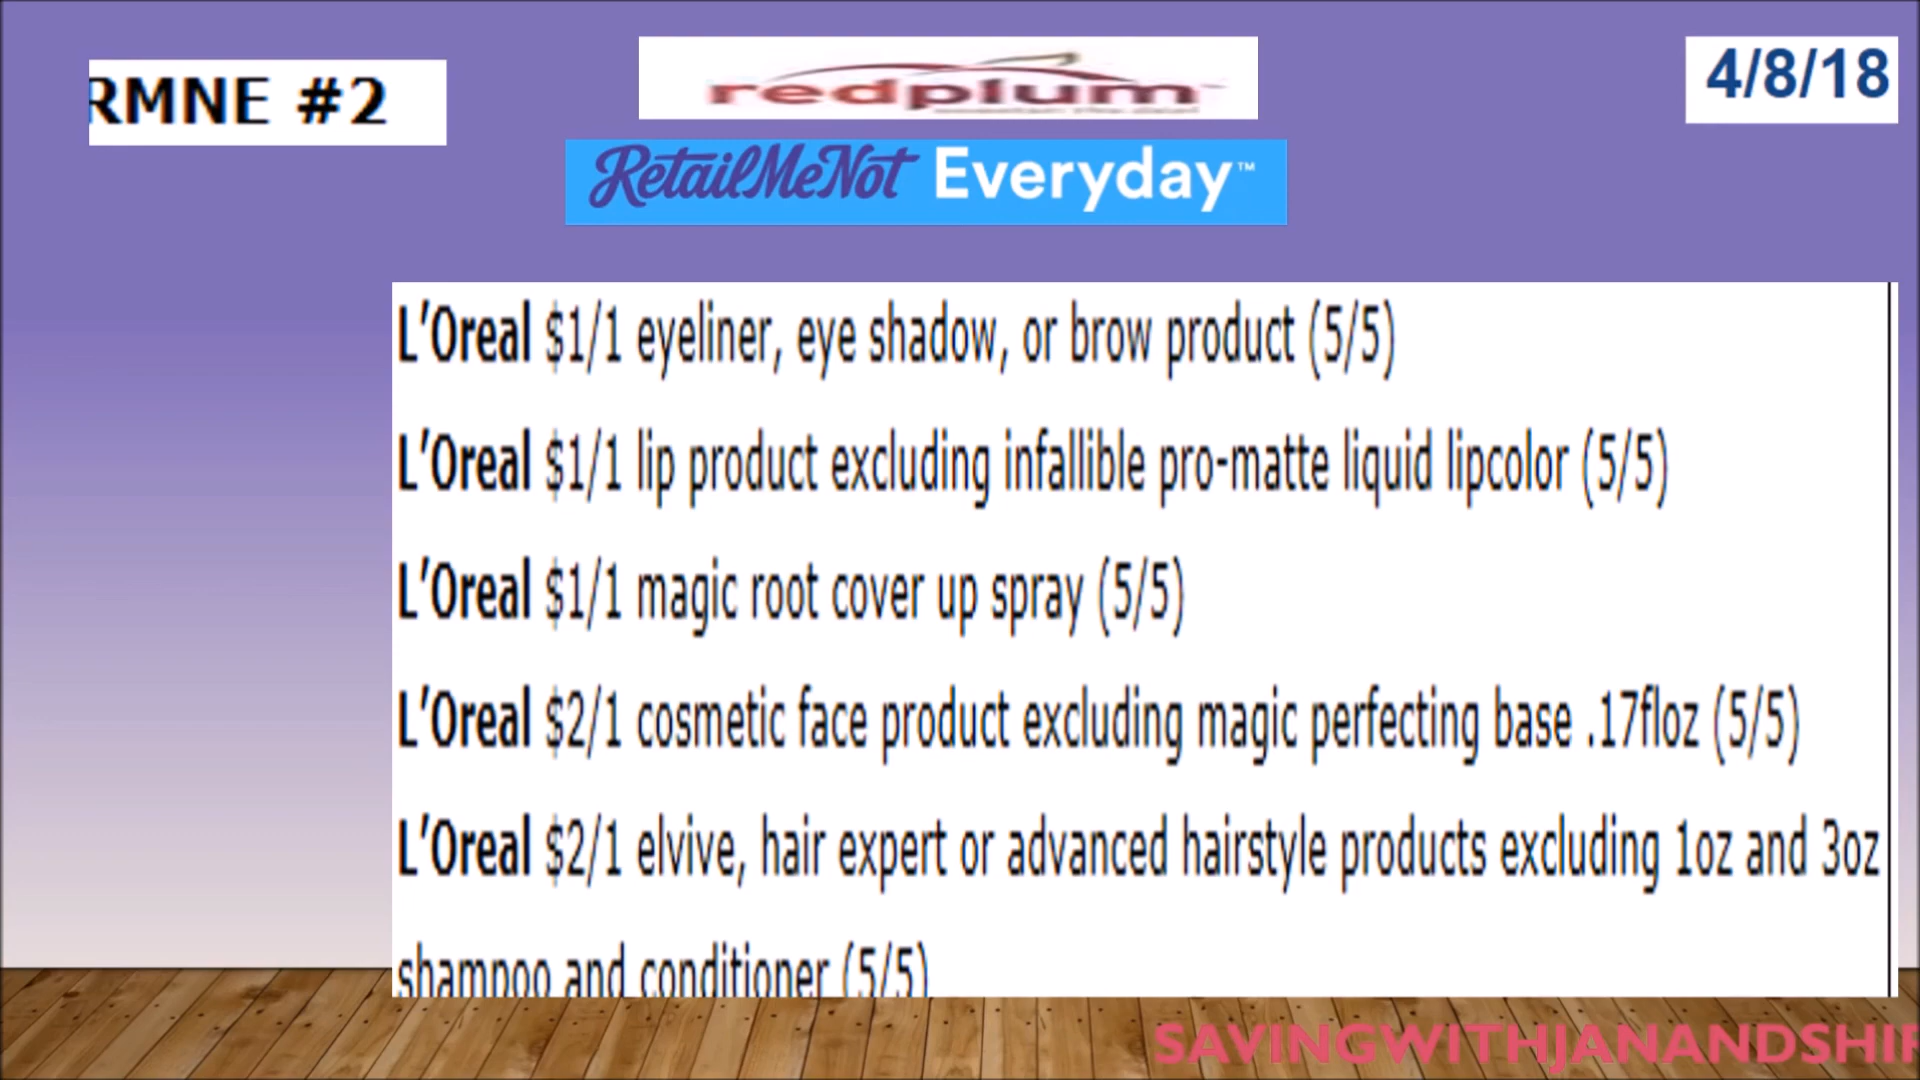 RMNE #2
redplum
4/8/18
RetailMeNot Everyday™
L'Oreal $1/1 eyeliner, eye shadow, or brow product (5/5)
L'Oreal $1/1 lip product excluding infallible pro-matte liquid lipcolor (5/5)
L'Oreal $1/1 magic root cover up spray (5/5)
L'Oreal $2/1 cosmetic face product excluding magic perfecting base .17floz (5/5)
L'Oreal $2/1 elvive, hair expert or advanced hairstyle products excluding 1oz and 3oz
shampoo and conditioner (5/5)
SAVINGWITHJANANDSHI